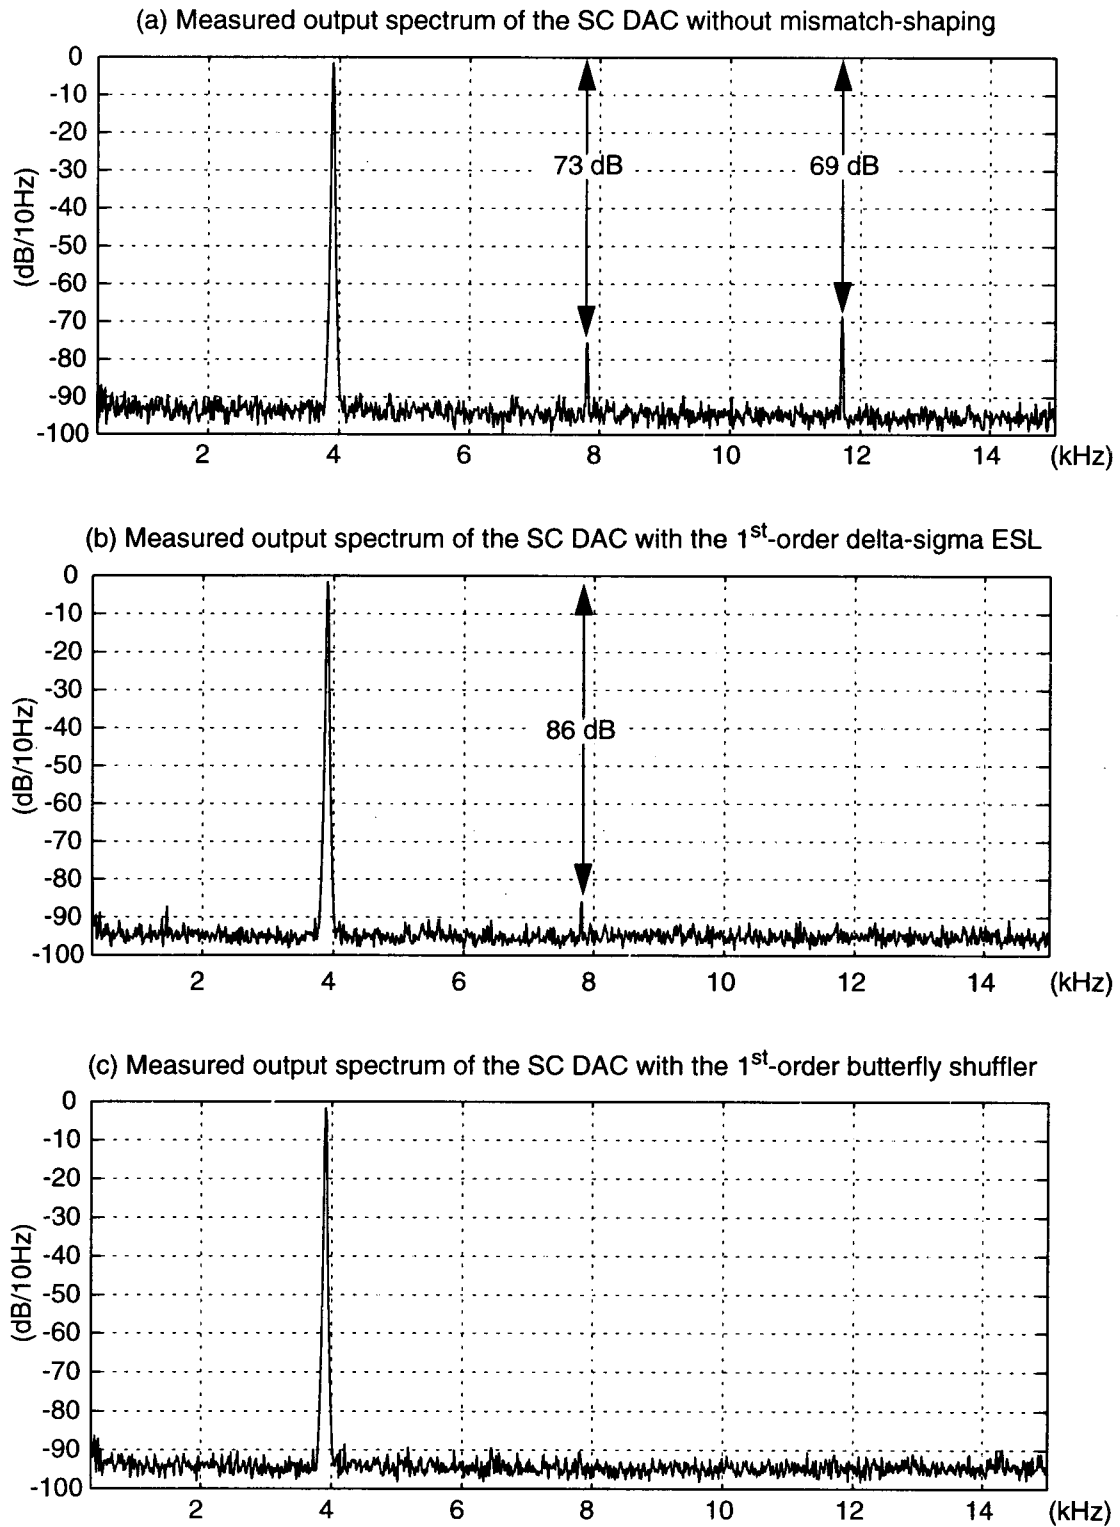 (a) Measured output spectrum of the SC DAC without mismatch-shaping
0
-10
-20
-30
-40
-50
-60
-70
-80
-90
-100
(dB/10Hz)
73 dB
69 dB
2 4 6 8 10 12 14 (kHz)
(b) Measured output spectrum of the SC DAC with the 1st-order delta-sigma ESL
0
-10
-20
-30
-40
-50
-60
-70
-80
-90
-100
(dB/10Hz)
86 dB
2 4 6 8 10 12 14 (kHz)
(c) Measured output spectrum of the SC DAC with the 1st-order butterfly shuffler
0
-10
-20
-30
-40
-50
-60
-70
-80
-90
-100
(dB/10Hz)
2 4 6 8 10 12 14 (kHz)